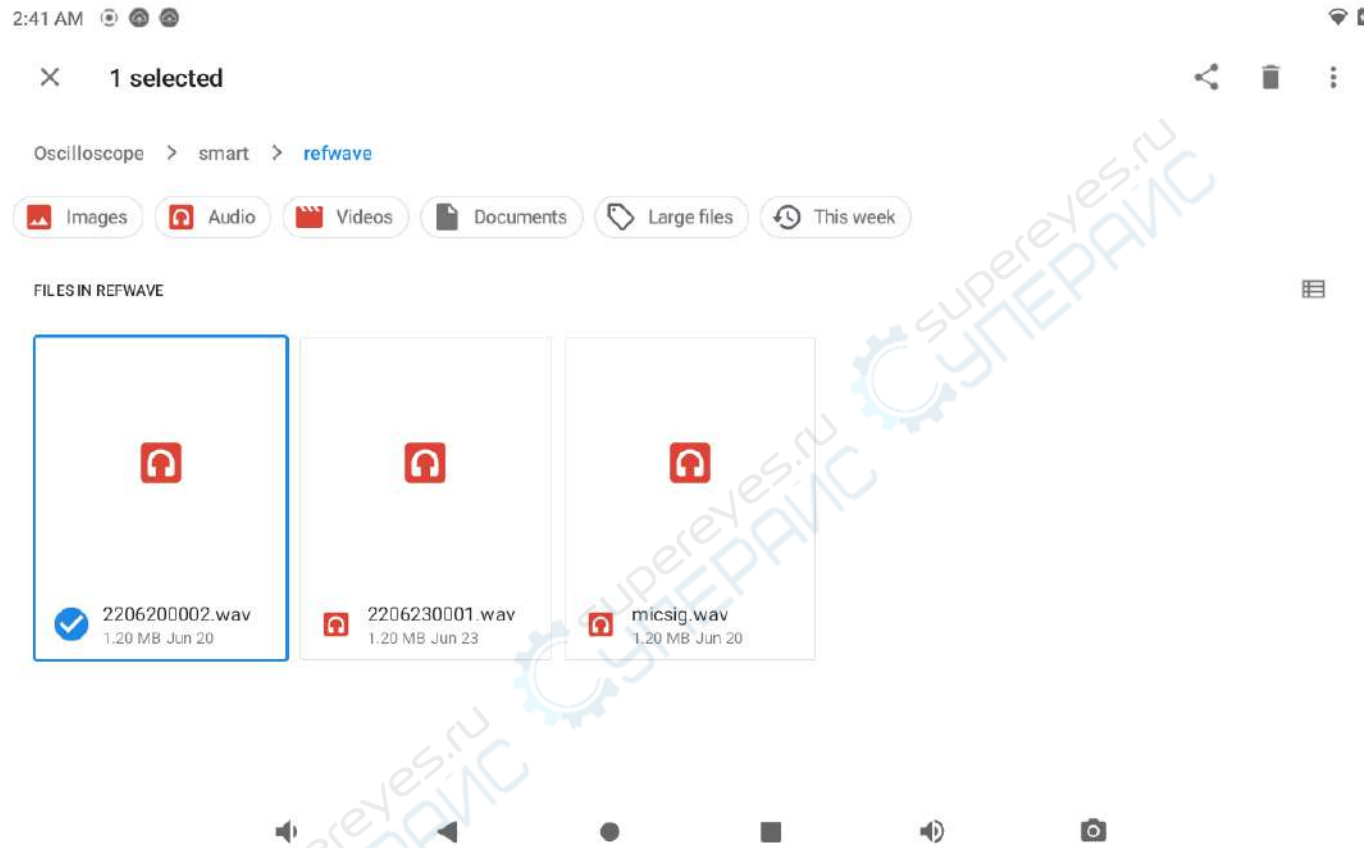 2:41 AM
1 selected
Oscilloscope > smart > refwave
Images Audio Videos Documents Large files This week
FILES IN REFWAVE
2206200002.wav 2206230001.wav micsig.wav
1.20 MB Jun 20 1.20 MB Jun 23 1.20 MB Jun 20
supereyes.ru
СУПЕРАЙС
supereyes.ru
СУПЕРАЙС